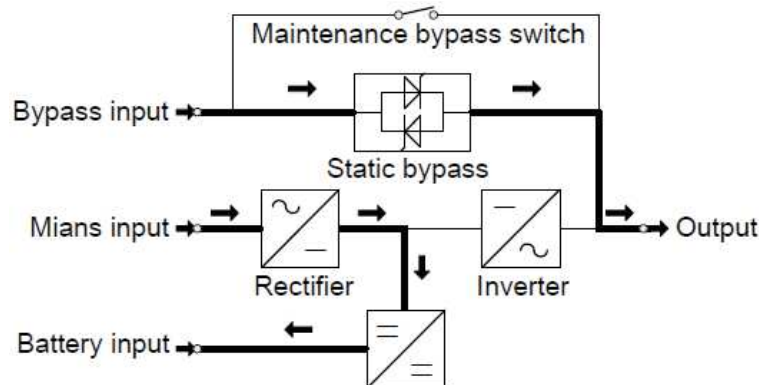 Maintenance bypass switch
Bypass input
Static bypass
Mians input
Output
Rectifier
Inverter
Battery input